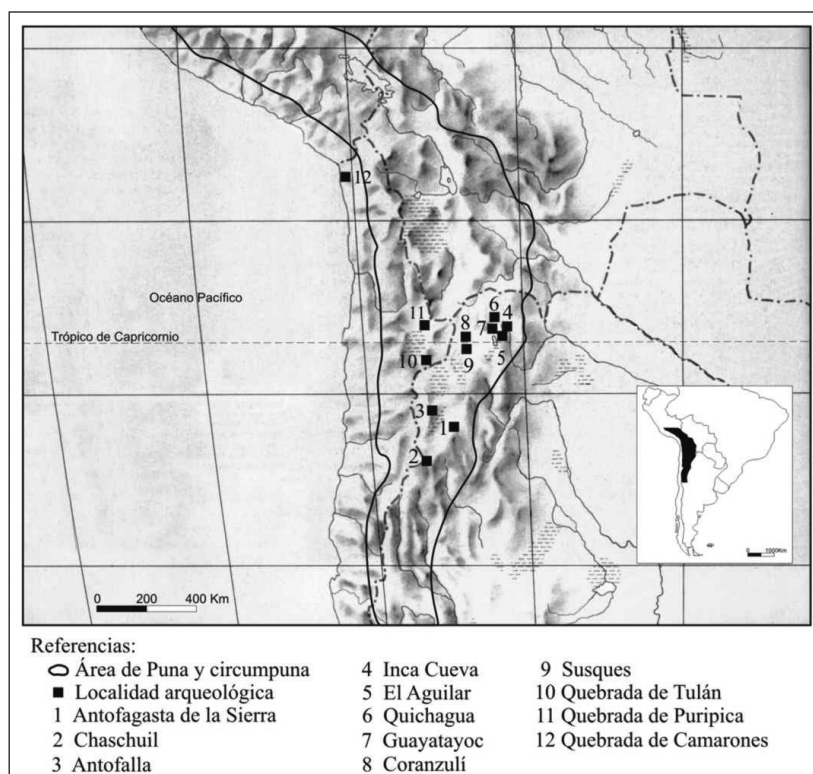 12
Océano Pacífico
Trópico de Capricornio
11
6
4
8
7
5
9
10
3
1
2
0 200 400 Km
0 1000Km
Referencias:
Área de Puna y circumpuna
Localidad arqueológica
1 Antofagasta de la Sierra
2 Chaschuil
3 Antofalla
4 Inca Cueva
5 El Aguilar
6 Quichagua
7 Guayatayoc
8 Coranzulí
9 Susques
10 Quebrada de Tulán
11 Quebrada de Puripica
12 Quebrada de Camarones